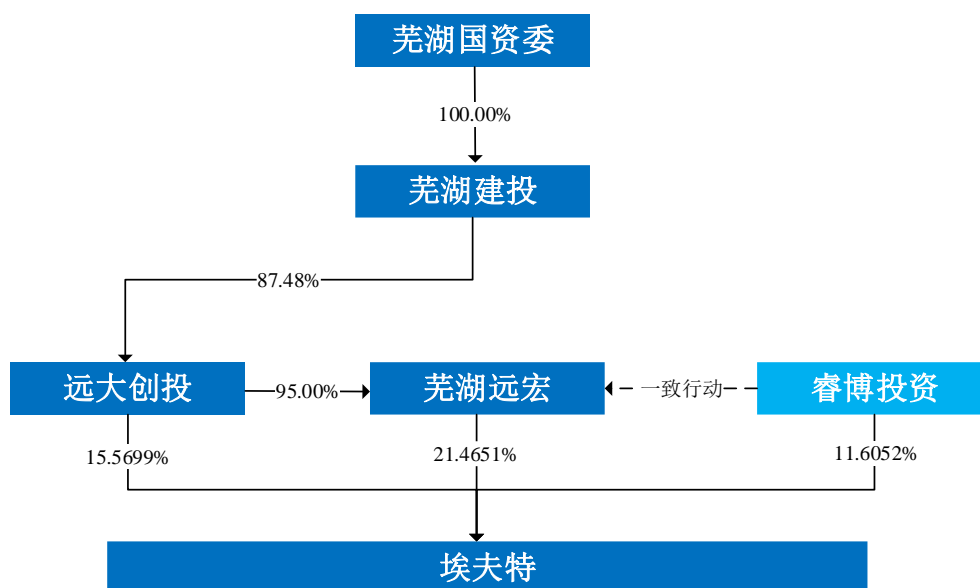 芜湖国资委
100.00%
芜湖建投
87.48%
远大创投
95.00%
芜湖远宏
一致行动
睿博投资
15.5699%
21.4651%
11.6052%
埃夫特